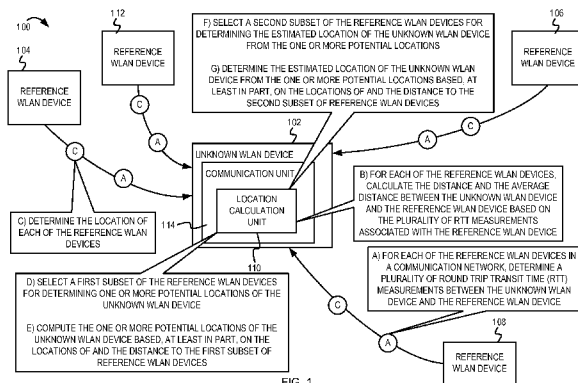 100
104
REFERENCE
WLAN DEVICE
112
REFERENCE
WLAN DEVICE
F) SELECT A SECOND SUBSET OF THE REFERENCE WLAN DEVICES FOR
DETERMINING THE ESTIMATED LOCATION OF THE UNKNOWN WLAN DEVICE
FROM THE ONE OR MORE POTENTIAL LOCATIONS
G) DETERMINE THE ESTIMATED LOCATION OF THE UNKNOWN WLAN
DEVICE FROM THE ONE OR MORE POTENTIAL LOCATIONS BASED, AT
LEAST IN PART, ON THE LOCATIONS OF AND THE DISTANCE TO THE
SECOND SUBSET OF REFERENCE WLAN DEVICES
106
REFERENCE
WLAN DEVICE
C
A
C
A
A
C
102
UNKNOWN WLAN DEVICE
COMMUNICATION UNIT
LOCATION
CALCULATION
UNIT
114
110
C) DETERMINE THE LOCATION OF
EACH OF THE REFERENCE WLAN
DEVICES
B) FOR EACH OF THE REFERENCE WLAN DEVICES,
CALCULATE THE DISTANCE AND THE AVERAGE
DISTANCE BETWEEN THE UNKNOWN WLAN DEVICE
AND THE REFERENCE WLAN DEVICE BASED ON
THE PLURALITY OF RTT MEASUREMENTS
ASSOCIATED WITH THE REFERENCE WLAN DEVICE
D) SELECT A FIRST SUBSET OF THE REFERENCE WLAN DEVICES
FOR DETERMINING ONE OR MORE POTENTIAL LOCATIONS OF THE
UNKNOWN WLAN DEVICE
E) COMPUTE THE ONE OR MORE POTENTIAL LOCATIONS OF THE
UNKNOWN WLAN DEVICE BASED, AT LEAST IN PART, ON THE
LOCATIONS OF AND THE DISTANCE TO THE FIRST SUBSET OF
REFERENCE WLAN DEVICES
A) FOR EACH OF THE REFERENCE WLAN DEVICES IN
A COMMUNICATION NETWORK, DETERMINE A
PLURALITY OF ROUND TRIP TRANSIT TIME (RTT)
MEASUREMENTS BETWEEN THE UNKNOWN WLAN
DEVICE AND THE REFERENCE WLAN DEVICE
C
A
108
REFERENCE
WLAN DEVICE
FIG. 1